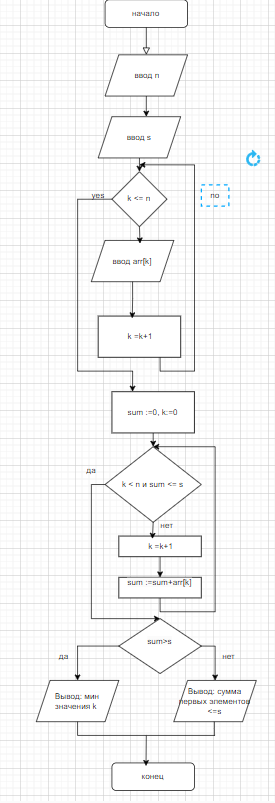 начало
ввод n
ввод s
yes
k <= n
no
ввод arr[k]
k =k+1
sum :=0, k:=0
да
k < n и sum <= s
нет
k =k+1
sum :=sum+arr[k]
sum>s
да
нет
Вывод: мин
значения k
Вывод: сумма
первых элементов
<=s
конец